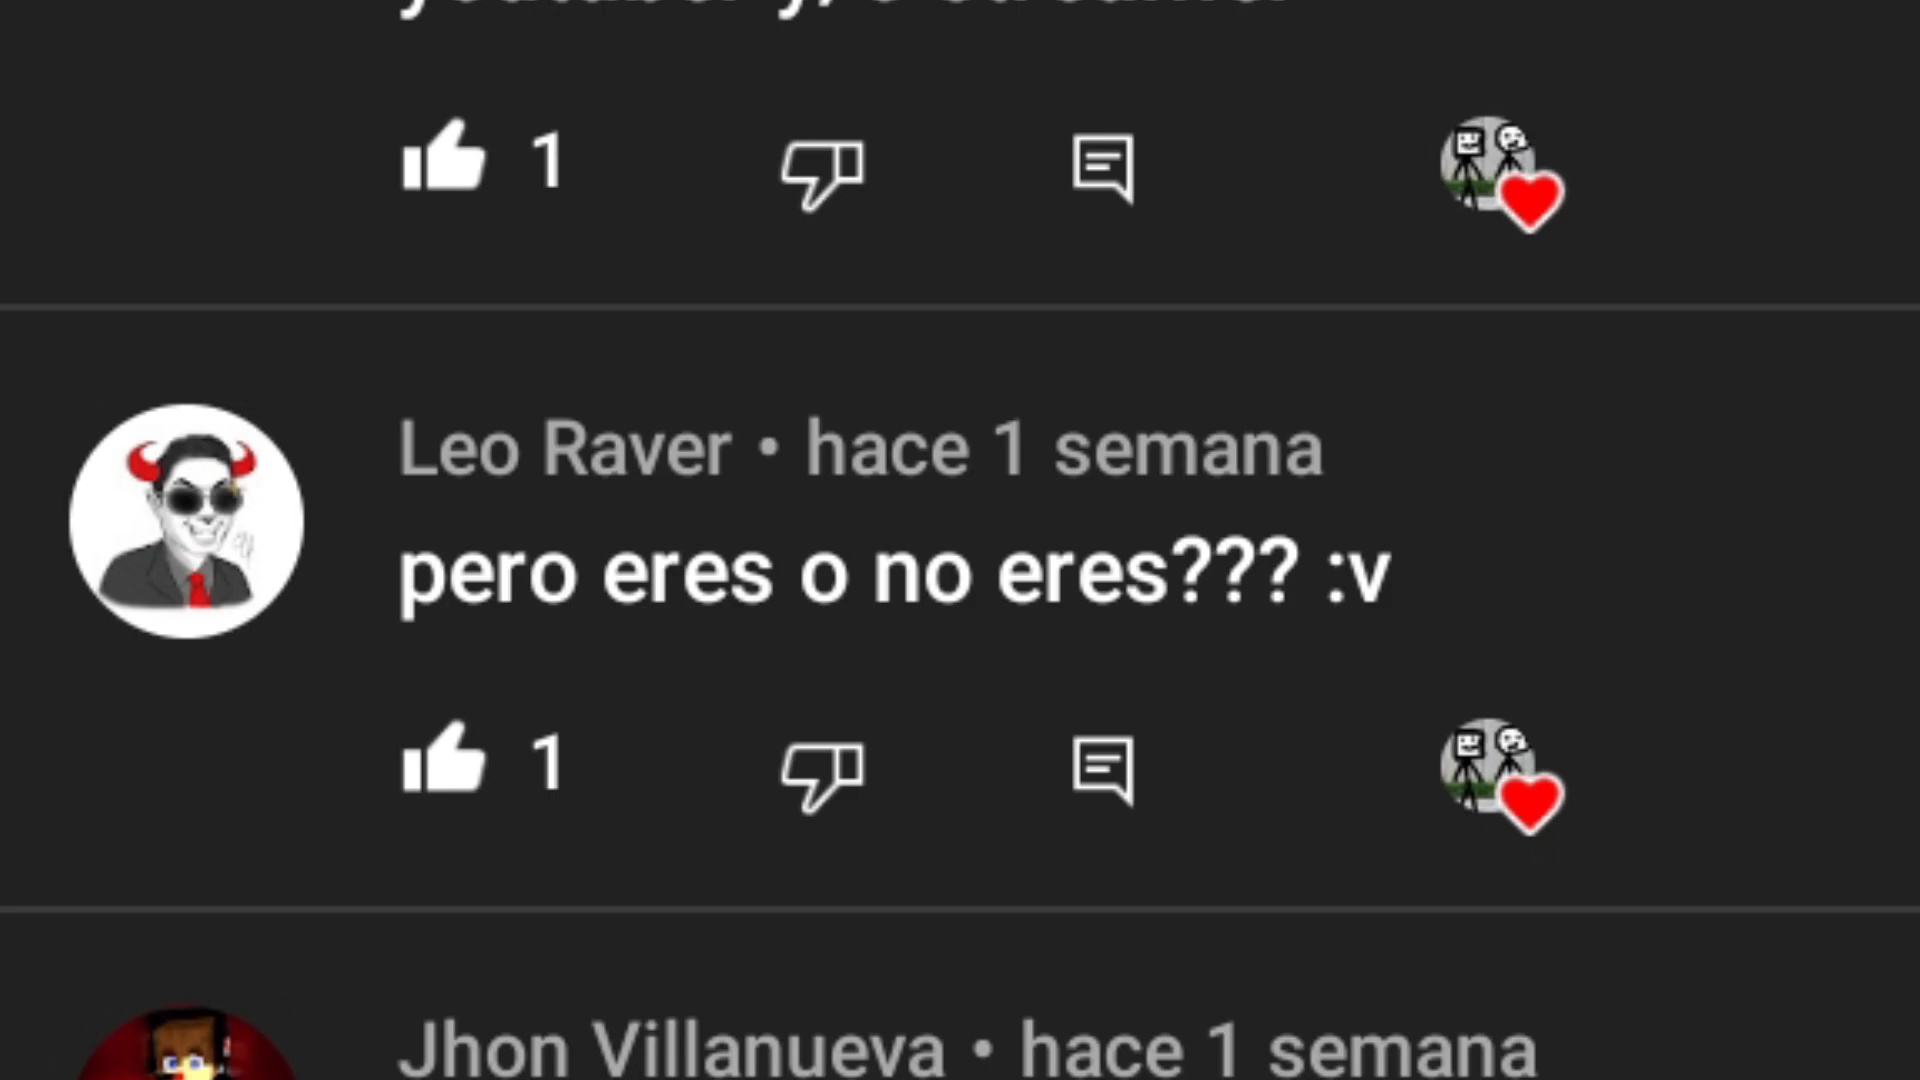 1
Leo Raver • hace 1 semana
pero eres o no eres??? :v
1
Jhon Villanueva • hace 1 semana